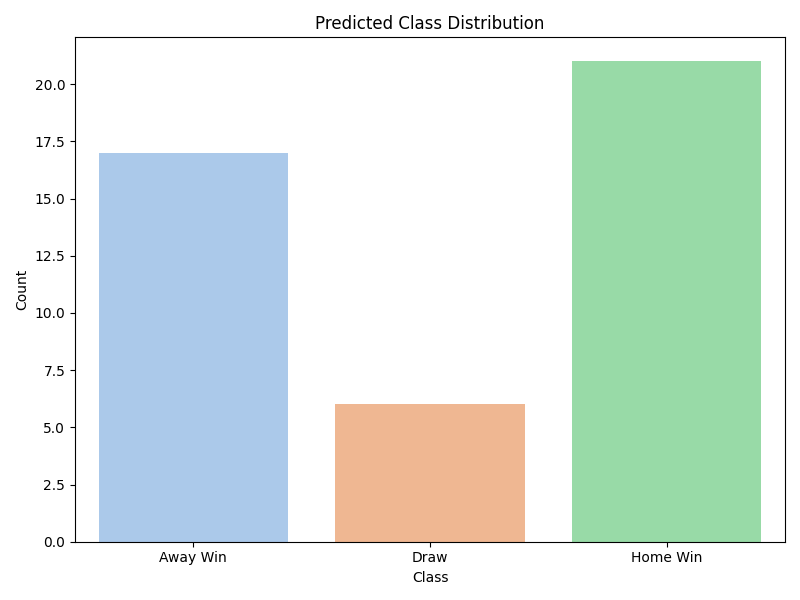 Predicted Class Distribution
Count
20.0
17.5
15.0
12.5
10.0
7.5
5.0
2.5
0.0
Away Win
Draw
Home Win
Class